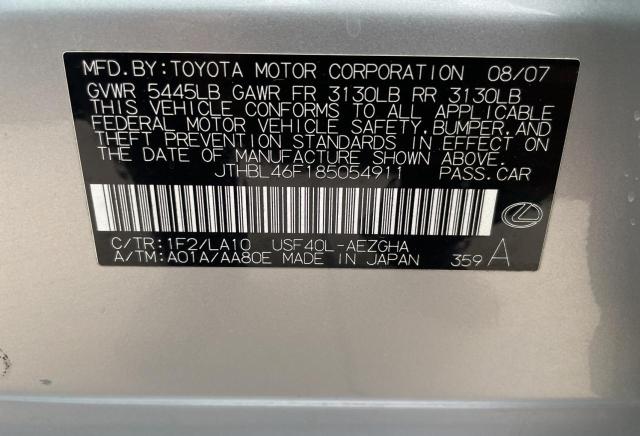 MFD.BY:TOYOTA MOTOR CORPORATION 08/07
GVWR 5445LB GAWR FR 3130LB RR 3130LB
THIS VEHICLE CONFORMS TO ALL APPLICABLE
FEDERAL MOTOR VEHICLE SAFETY,BUMPER,AND
THEFT PREVENTION STANDARDS IN EFFECT ON
THE DATE OF MANUFACTURE SHOWN ABOVE.
JTHBL46F185054911 PASS.CAR
C/TR:1F2/LA10 USF40L-AEZGHA
A/TM:A01A/AA80E MADE IN JAPAN 359 A